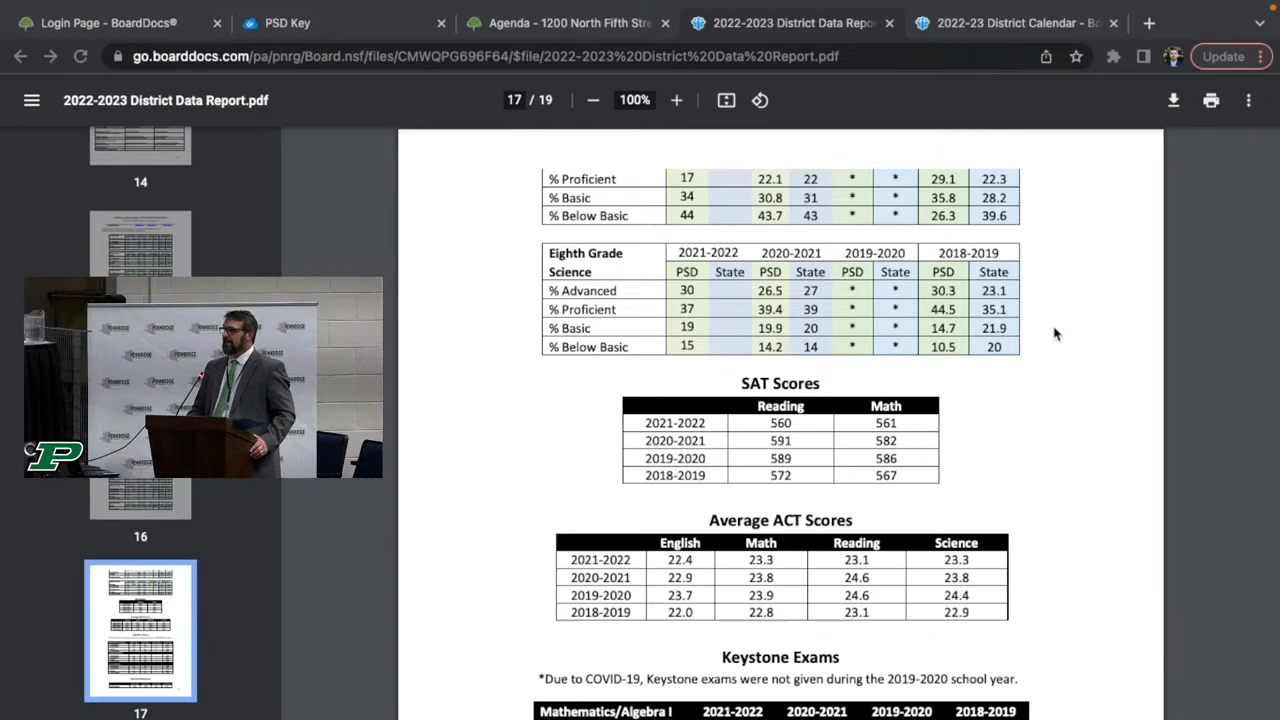 Login Page - BoardDocs®
PSD Key
Agenda - 1200 North Fifth Stre
2022-2023 District Data Repo
2022-23 District Calendar - Bo
go.boarddocs.com/pa/pnrg/Board.nsf/files/CMWQPG696F64/$file/2022-2023%20District%20Data%20Report.pdf
Update
2022-2023 District Data Report.pdf
17 / 19
100%
14
16
17
PENNRIDGE
PENNRIDGE
PENNRIDGE
P
% Proficient 17 22.1 22 * * 29.1 22.3
% Basic 34 30.8 31 * * 35.8 28.2
% Below Basic 44 43.7 43 * * 26.3 39.6
Eighth Grade 2021-2022 2020-2021 2019-2020 2018-2019
Science PSD State PSD State PSD State PSD State
% Advanced 30 26.5 27 * * 30.3 23.1
% Proficient 37 39.4 39 * * 44.5 35.1
% Basic 19 19.9 20 * * 14.7 21.9
% Below Basic 15 14.2 14 * * 10.5 20
SAT Scores
Reading Math
2021-2022 560 561
2020-2021 591 582
2019-2020 589 586
2018-2019 572 567
Average ACT Scores
English Math Reading Science
2021-2022 22.4 23.3 23.1 23.3
2020-2021 22.9 23.8 24.6 23.8
2019-2020 23.7 23.9 24.6 24.4
2018-2019 22.0 22.8 23.1 22.9
Keystone Exams
*Due to COVID-19, Keystone exams were not given during the 2019-2020 school year.
Mathematics/Algebra I 2021-2022 2020-2021 2019-2020 2018-2019